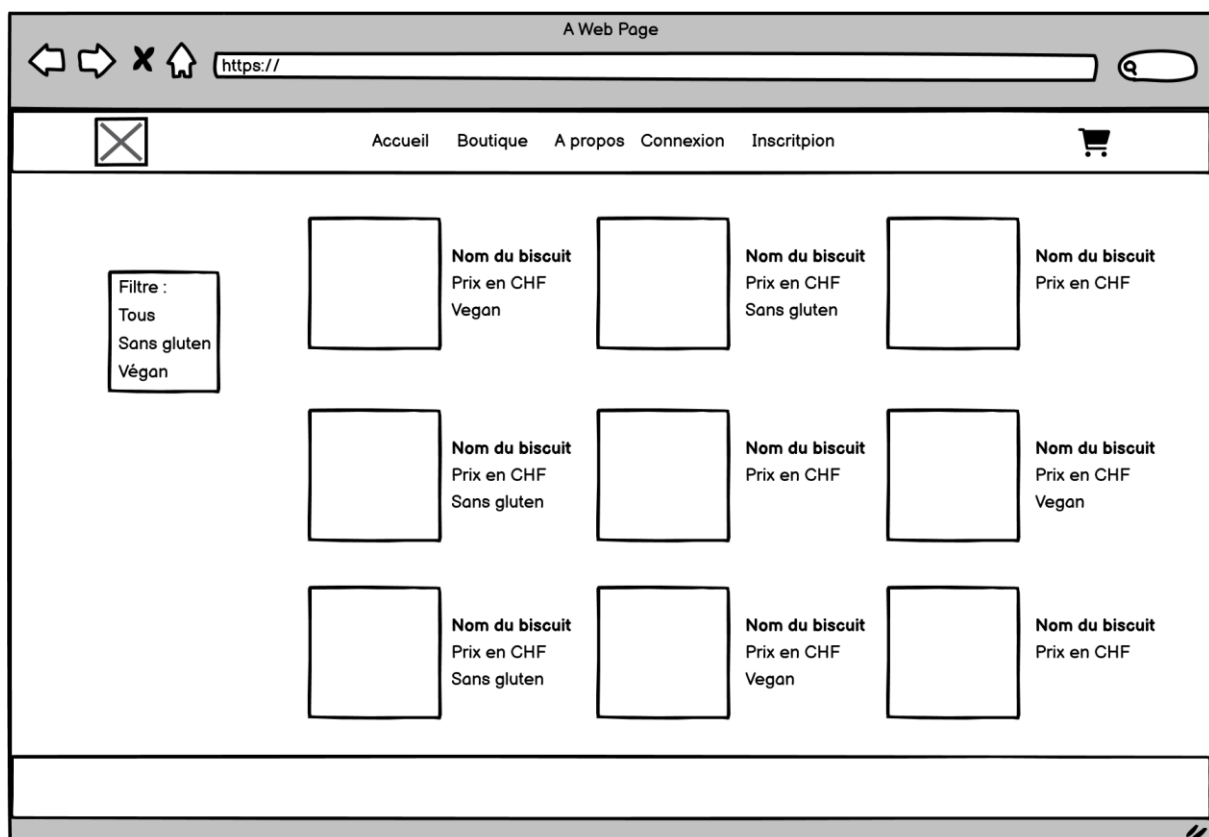 A Web Page
https://
Accueil Boutique A propos Connexion Inscritpion
Filtre :
Tous
Sans gluten
Végan
Nom du biscuit
Prix en CHF
Vegan
Nom du biscuit
Prix en CHF
Sans gluten
Nom du biscuit
Prix en CHF
Nom du biscuit
Prix en CHF
Sans gluten
Nom du biscuit
Prix en CHF
Nom du biscuit
Prix en CHF
Vegan
Nom du biscuit
Prix en CHF
Sans gluten
Nom du biscuit
Prix en CHF
Vegan
Nom du biscuit
Prix en CHF